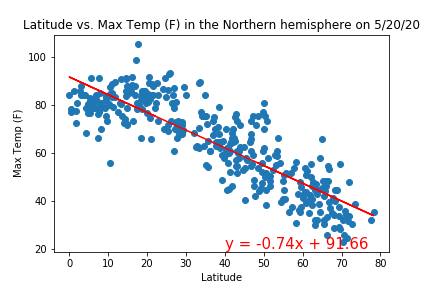 Latitude vs. Max Temp (F) in the Northern hemisphere on 5/20/20
Max Temp (F)
100
80
60
40
20
y = -0.74x + 91.66
0 10 20 30 40 50 60 70 80
Latitude